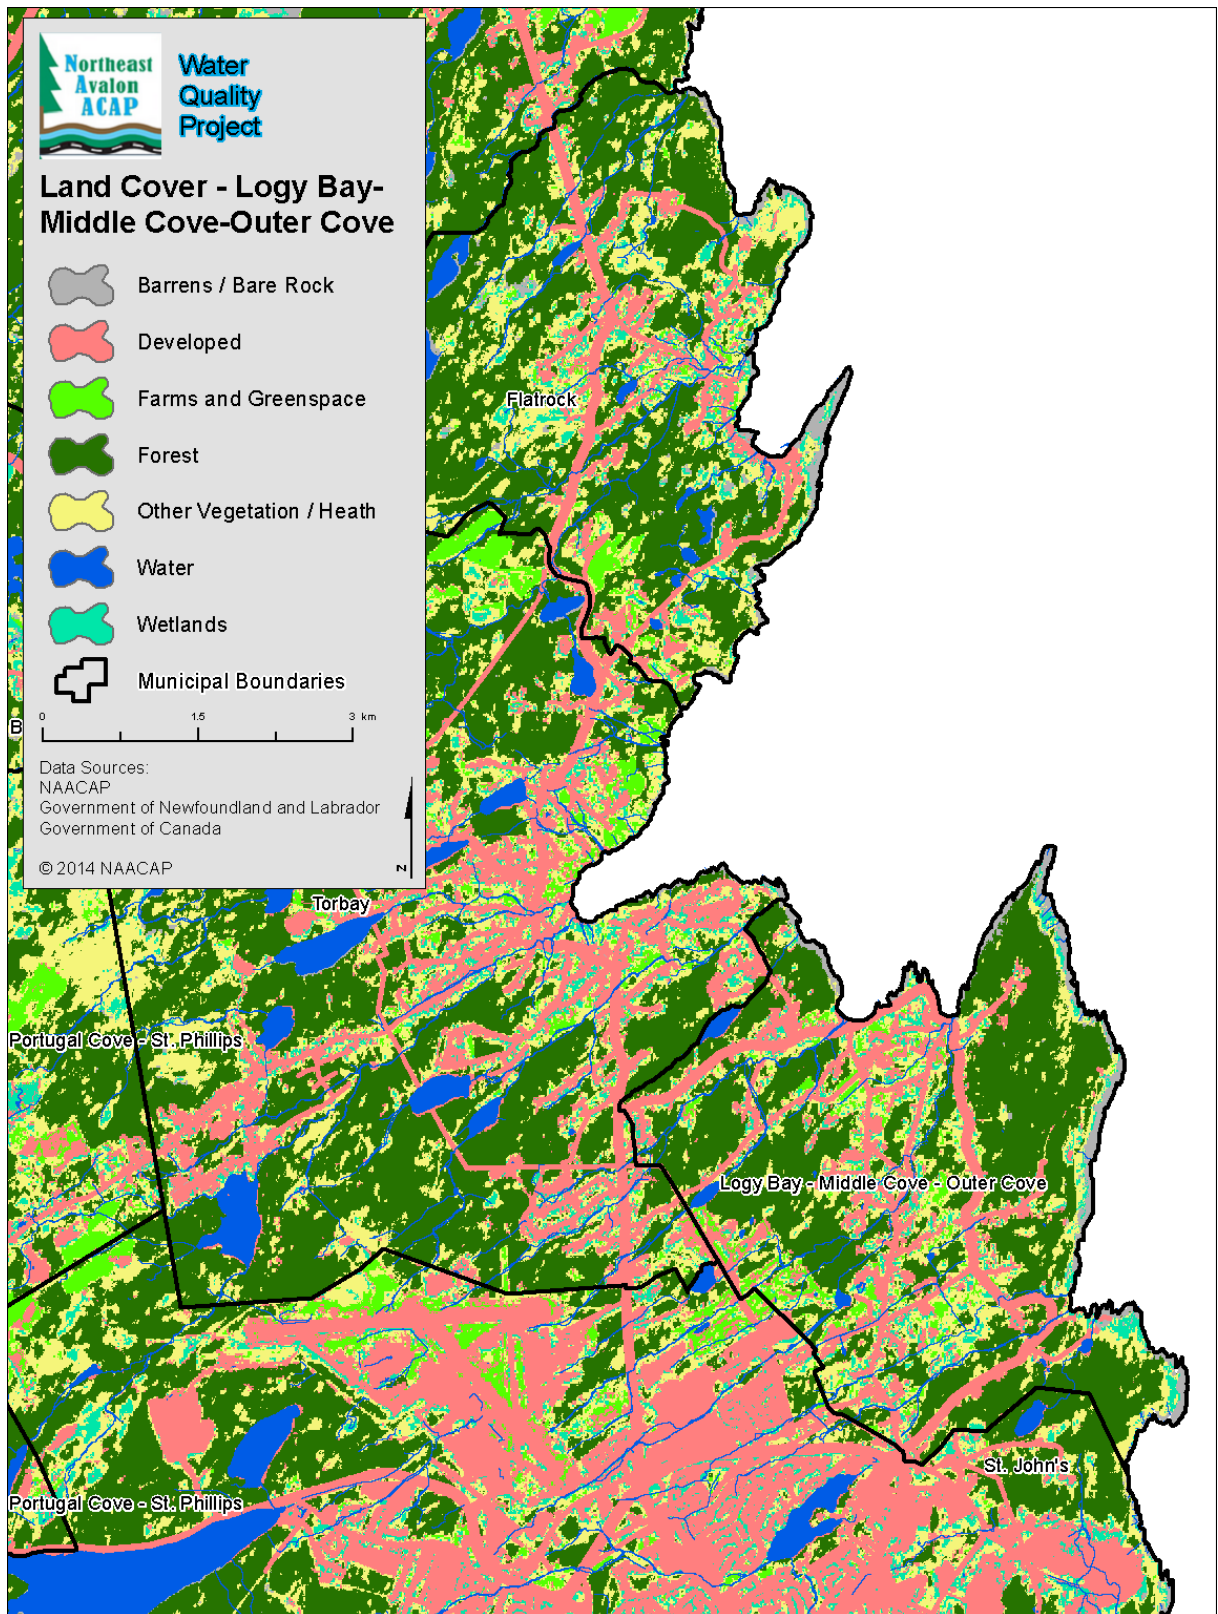 Northeast
Avalon
ACAP
Water
Quality
Project
Land Cover - Logy Bay-
Middle Cove-Outer Cove
Barrens / Bare Rock
Developed
Farms and Greenspace
Forest
Other Vegetation / Heath
Water
Wetlands
Municipal Boundaries
0 1.5 3 km
Data Sources:
NAACAP
Government of Newfoundland and Labrador
Government of Canada
© 2014 NAACAP
N
B
Flatrock
Torbay
Portugal Cove - St. Phillips
Logy Bay - Middle Cove - Outer Cove
St. John's
Portugal Cove - St. Phillips